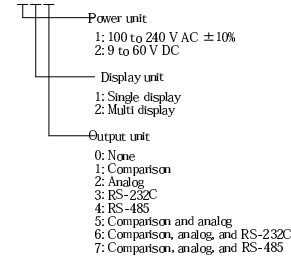 Power unit
1: 100 to 240 V AC ±10%
2: 9 to 60 V DC
Display unit
1: Single display
2: Multi display
Output unit
0: None
1: Comparison
2: Analog
3: RS-232C
4: RS-485
5: Comparison and analog
6: Comparison, analog, and RS-232C
7: Comparison, analog, and RS-485